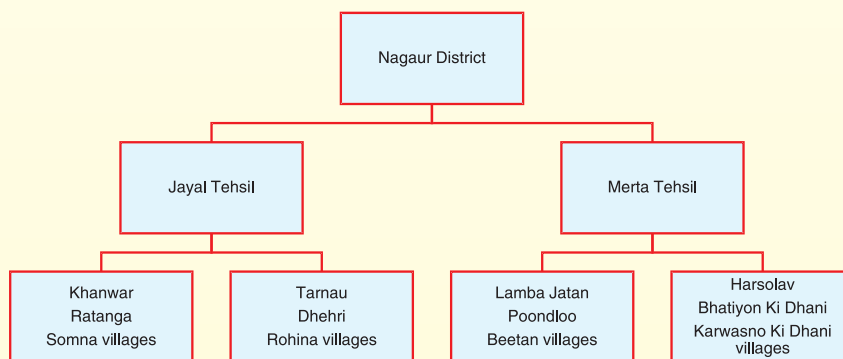 Nagaur District
Jayal Tehsil
Merta Tehsil
Khanwar
Ratanga
Somna villages
Tarnau
Dhehri
Rohina villages
Lamba Jatan
Poondloo
Beetan villages
Harsolav
Bhatiyon Ki Dhani
Karwasno Ki Dhani
villages